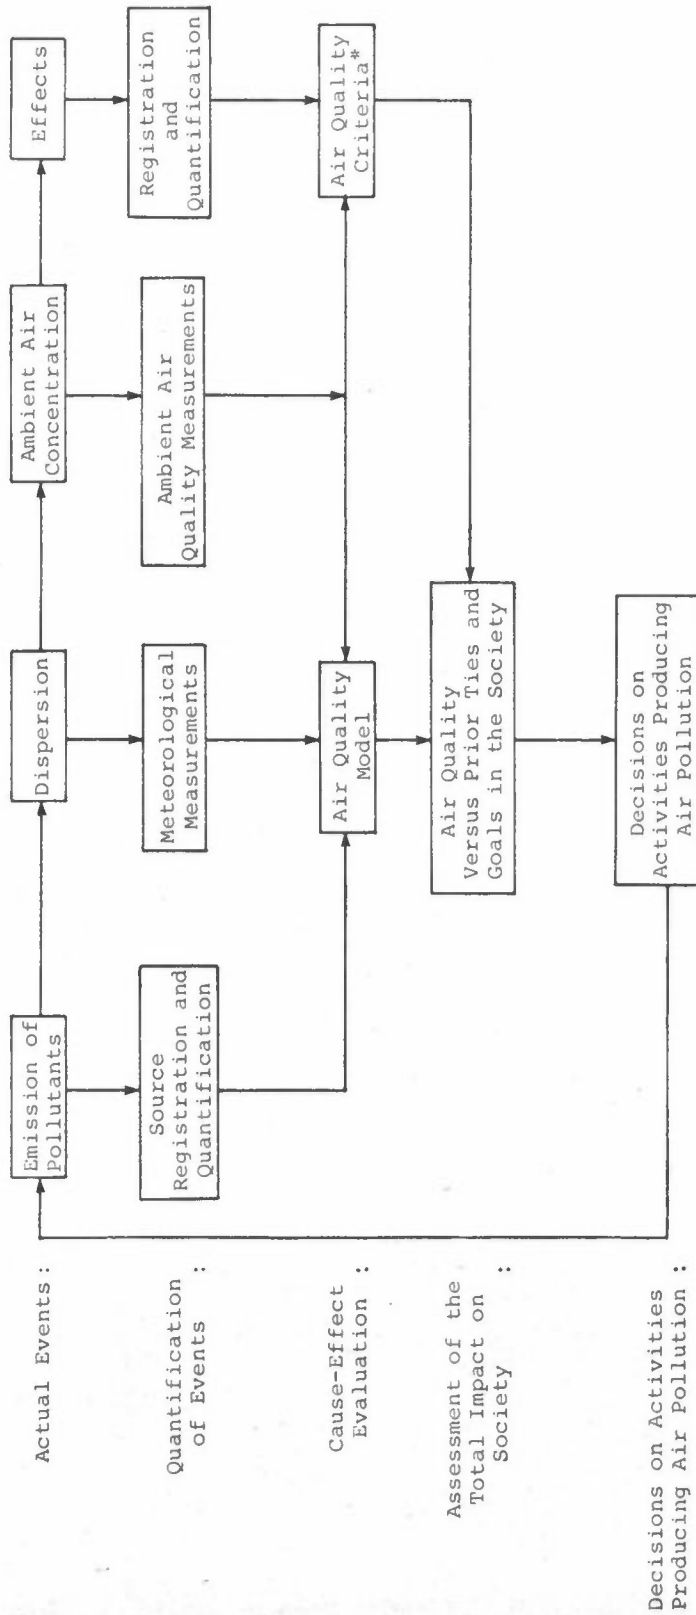 Actual Events :
Emission of
Pollutants
Dispersion
Ambient Air
Concentration
Effects
Quantification
of Events :
Source
Registration and
Quantification
Meteorological
Measurements
Ambient Air
Quality Measurements
Registration
and
Quantification
Cause-Effect
Evaluation :
Air Quality
Model
Air Quality
Criteria*
Assessment of the
Total Impact on
Society :
Air Quality
Versus Prior Ties and
Goals in the Society
Decisions on Activities
Producing Air Pollution :
Decisions on
Activities Producing
Air Pollution